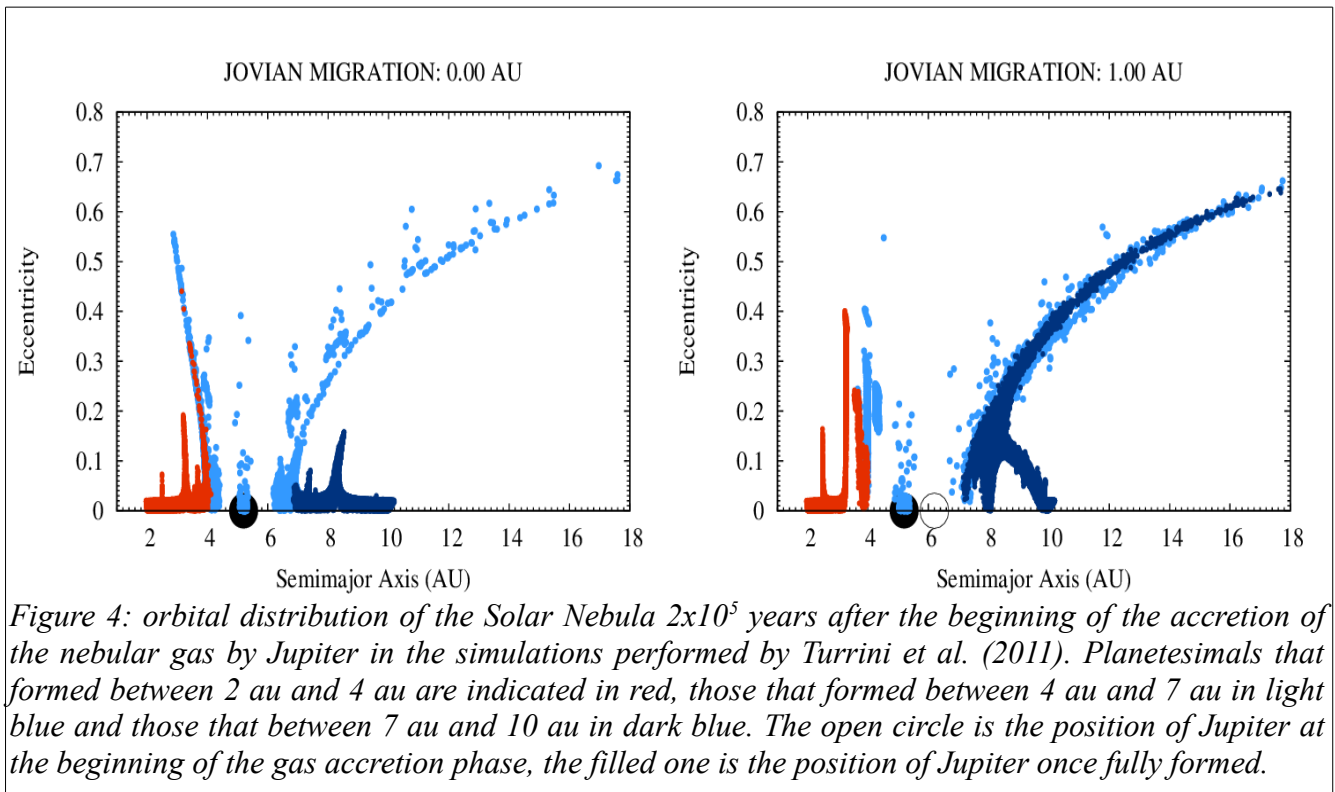 JOVIAN MIGRATION: 0.00 AU
0.8
0.7
0.6
0.5
0.4
0.3
0.2
0.1
0
Eccentricity
2 4 6 8 10 12 14 16 18
Semimajor Axis (AU)
JOVIAN MIGRATION: 1.00 AU
0.8
0.7
0.6
0.5
0.4
0.3
0.2
0.1
0
Eccentricity
2 4 6 8 10 12 14 16 18
Semimajor Axis (AU)
Figure 4: orbital distribution of the Solar Nebula 2x10⁵ years after the beginning of the accretion of
the nebular gas by Jupiter in the simulations performed by Turrini et al. (2011). Planetesimals that
formed between 2 au and 4 au are indicated in red, those that formed between 4 au and 7 au in light
blue and those that between 7 au and 10 au in dark blue. The open circle is the position of Jupiter at
the beginning of the gas accretion phase, the filled one is the position of Jupiter once fully formed.